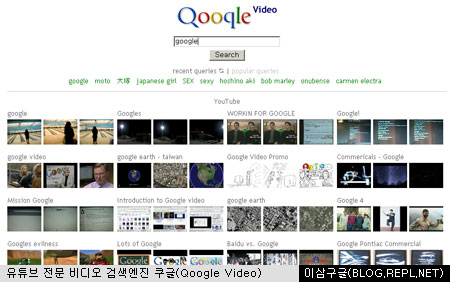 Qooqle Video
google
Search
recent queries | popular queries
google moto 大塚 japanese girl SEX sexy hoshino aki bob marley onubense carmen electra
YouTube
google Googles WORKIN FOR GOOGLE Google!
google video google earth - taiwan Google Video Promo Commericals - Google
Mission Google Introduction to Google video google earth Google 4
Googles evilness Lots of Google Baidu vs. Google Google Pontiac Commercial
유튜브 전문 비디오 검색엔진 쿠글(Qoogle Video) 이삼구글(BLOG.REPL.NET)